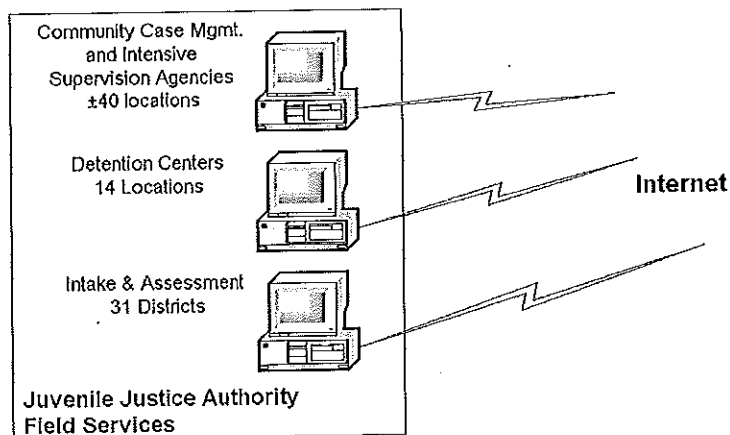 Community Case Mgmt.
and Intensive
Supervision Agencies
±40 locations
Detention Centers
14 Locations
Internet
Intake & Assessment
31 Districts
Juvenile Justice Authority
Field Services